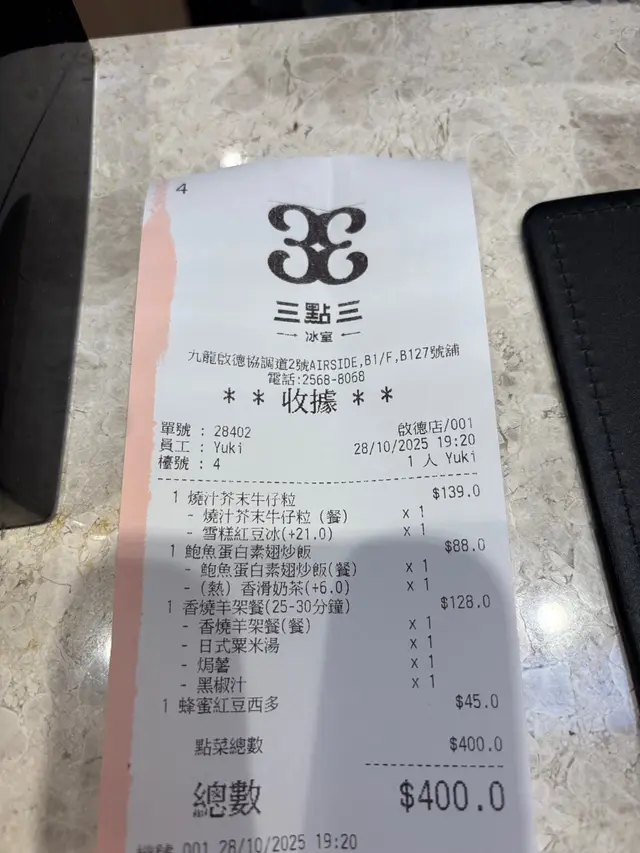 4
三點三
冰室
九龍啟德協調道2號AIRSIDE,B1/F,B127號舖
電話:2568-8068
* * 收據 * *
單號 : 28402
啟德店/001
員工 : Yuki
28/10/2025 19:20
檯號 : 4
1 人 Yuki
1 燒汁芥末牛仔粒 $139.0
- 燒汁芥末牛仔粒 (餐) x 1
- 雪糕紅豆冰(+21.0) x 1
1 鮑魚蛋白素翅炒飯 $88.0
- 鮑魚蛋白素翅炒飯(餐) x 1
- (熱) 香滑奶茶(+6.0) x 1
1 香燒羊架餐(25-30分鐘) $128.0
- 香燒羊架餐(餐) x 1
- 日式粟米湯 x 1
- 焗薯 x 1
- 黑椒汁 x 1
1 蜂蜜紅豆西多 $45.0
點菜總數 $400.0
總數 $400.0
001 28/10/2025 19:20